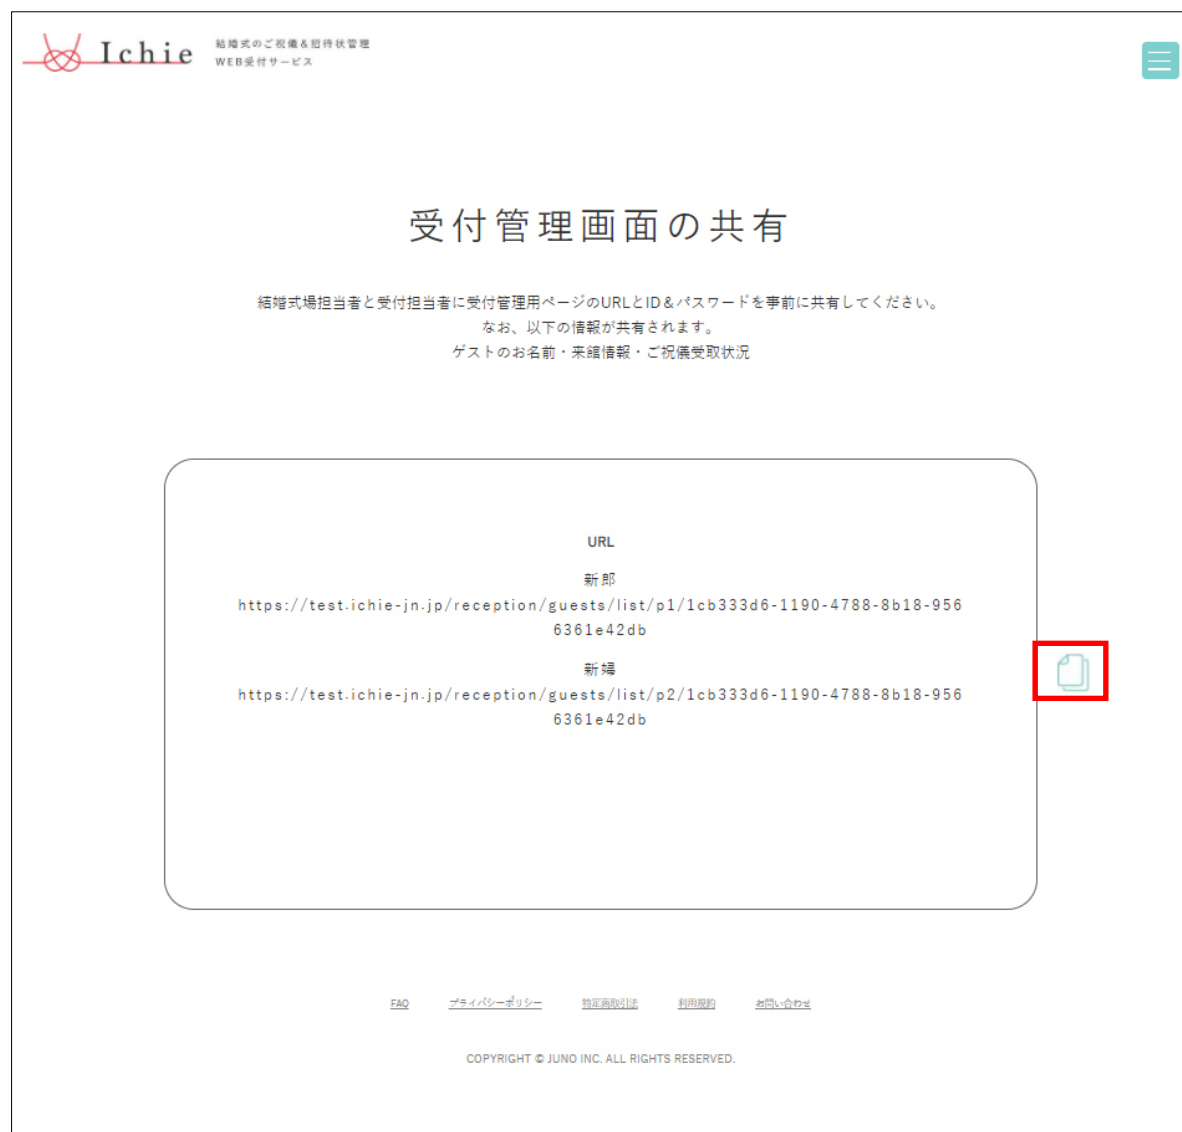 Ichie
結婚式のご祝儀&招待状管理
WEB受付サービス
受付管理画面の共有
結婚式場担当者と受付担当者に受付管理用ページのURLとID&パスワードを事前に共有してください。
なお、以下の情報が共有されます。
ゲストのお名前・来館情報・ご祝儀受取状況
URL
新郎
https://test.ichie-jn.jp/reception/guests/list/p1/1cb333d6-1190-4788-8b18-956
6361e42db
新婦
https://test.ichie-jn.jp/reception/guests/list/p2/1cb333d6-1190-4788-8b18-956
6361e42db
FAQ
プライバシーポリシー
特定商取引法
利用規約
お問い合わせ
COPYRIGHT © JUNO INC. ALL RIGHTS RESERVED.